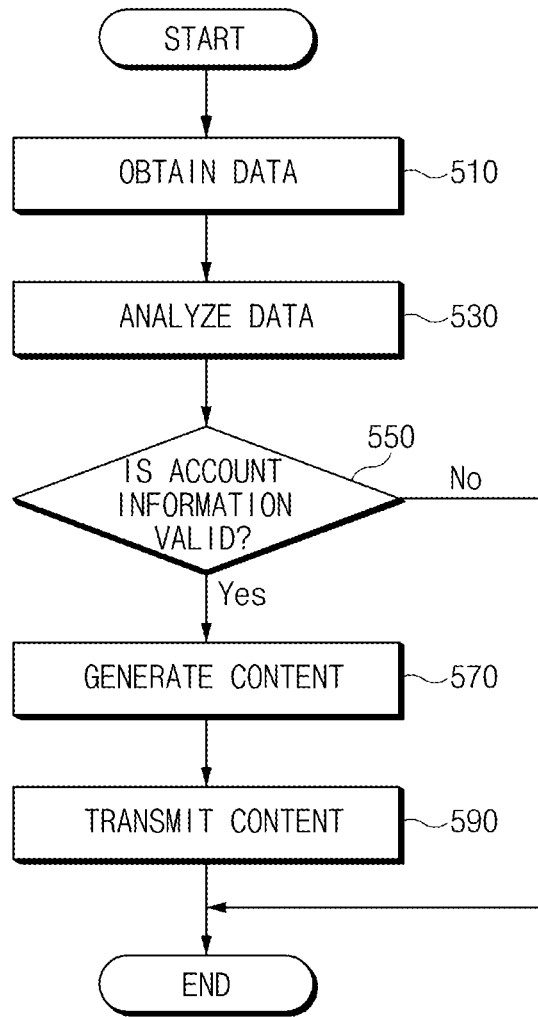 START
OBTAIN DATA
510
ANALYZE DATA
530
550
IS ACCOUNT
INFORMATION
VALID?
No
Yes
GENERATE CONTENT
570
TRANSMIT CONTENT
590
END